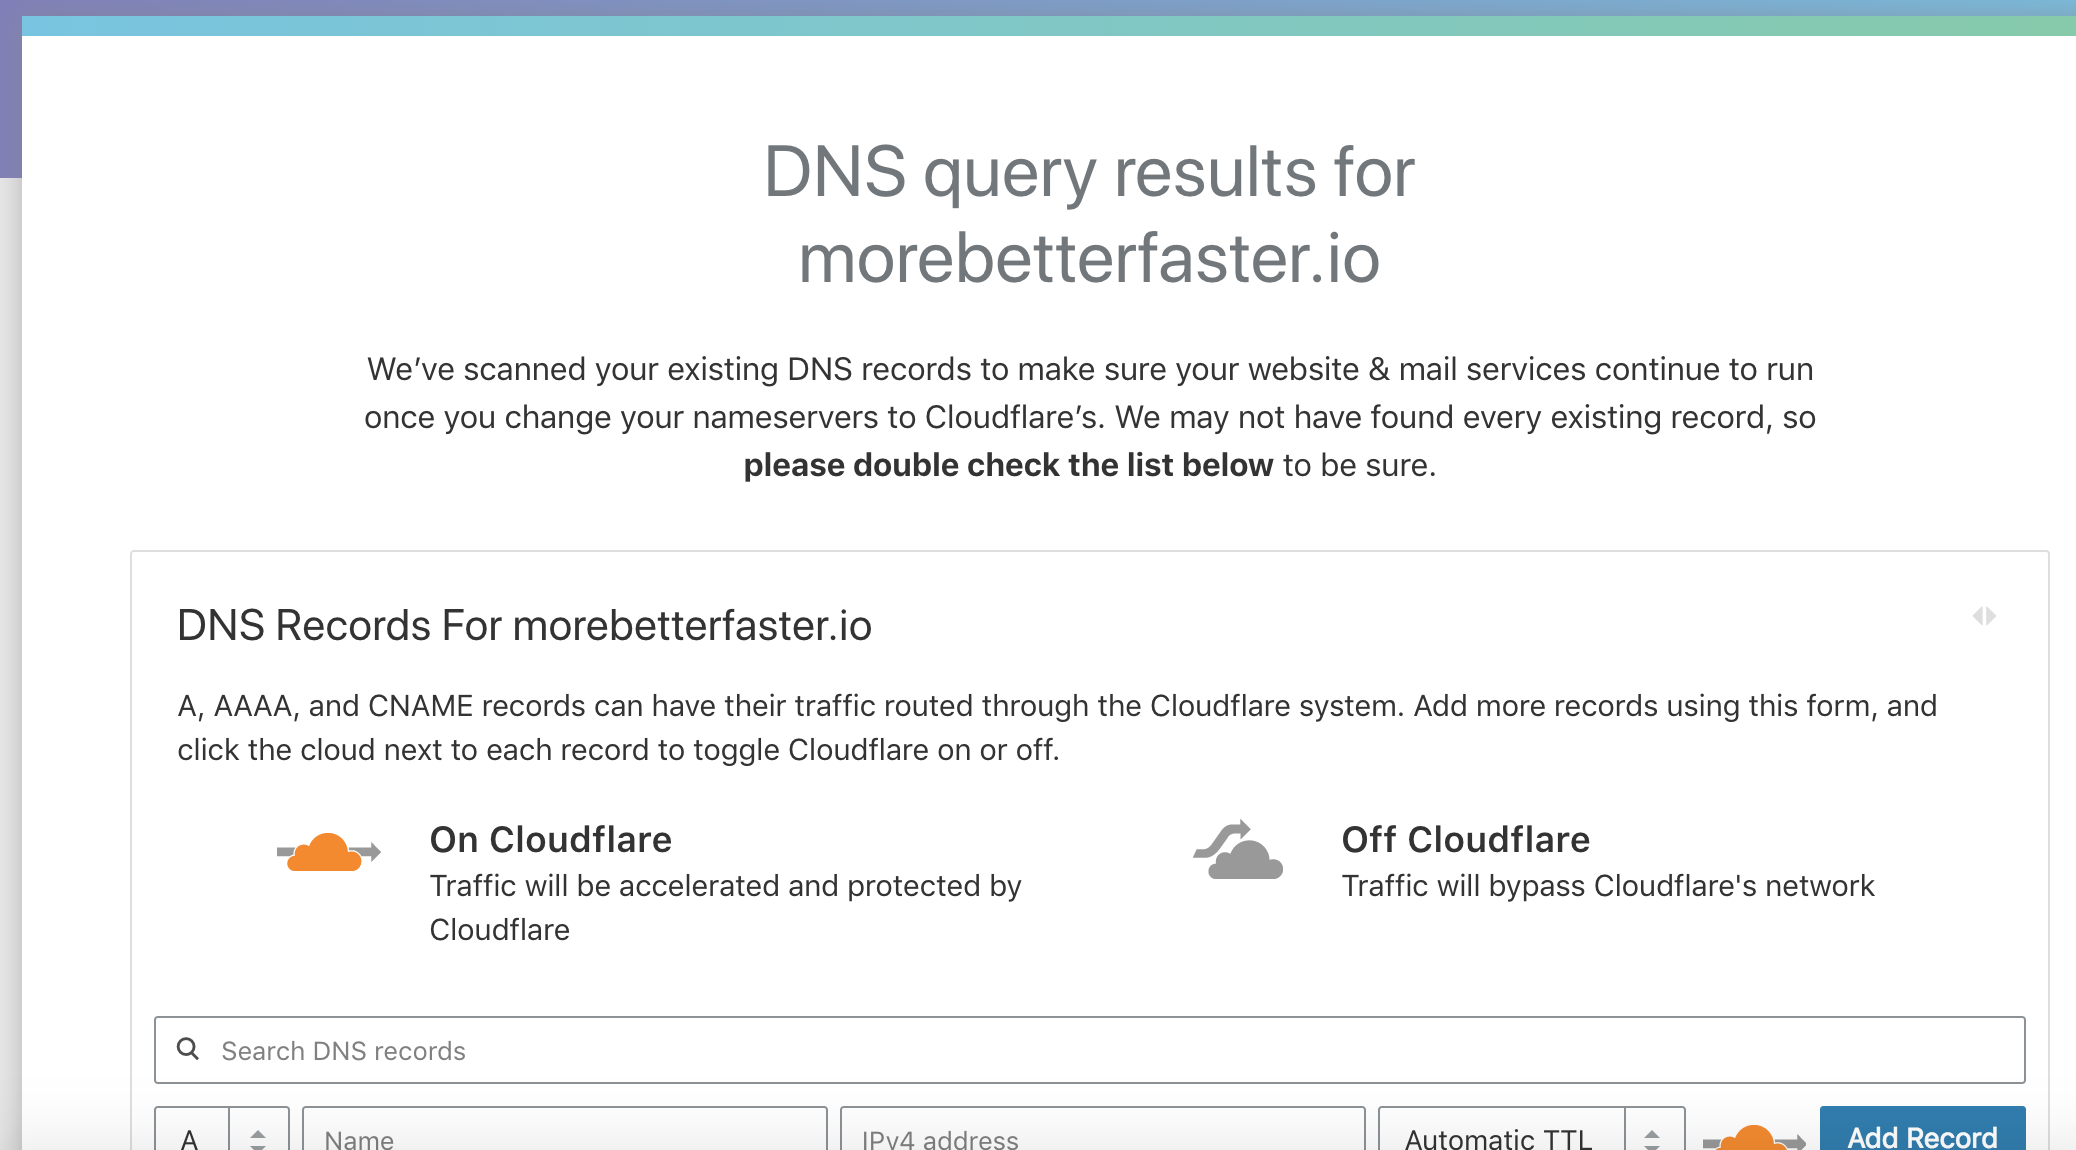 DNS query results for
morebetterfaster.io
We’ve scanned your existing DNS records to make sure your website & mail services continue to run
once you change your nameservers to Cloudflare’s. We may not have found every existing record, so
please double check the list below to be sure.
DNS Records For morebetterfaster.io
A, AAAA, and CNAME records can have their traffic routed through the Cloudflare system. Add more records using this form, and
click the cloud next to each record to toggle Cloudflare on or off.
On Cloudflare
Traffic will be accelerated and protected by
Cloudflare
Off Cloudflare
Traffic will bypass Cloudflare's network
Search DNS records
A Name IPv4 address Automatic TTL Add Record